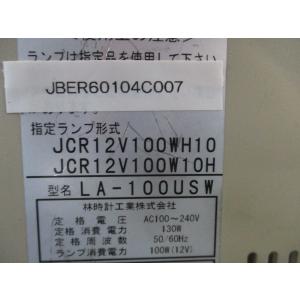 ランプは指定品を使用して下さい
JBER60104C007
指定ランプ形式
JCR12V100WH10
JCR12V100W10H
型名 LA-100USW
林時計工業株式会社
定格電圧 AC100~240V
定格消費電力 130W
定格周波数 50/60Hz
ランプ消費電力 100W(12V)